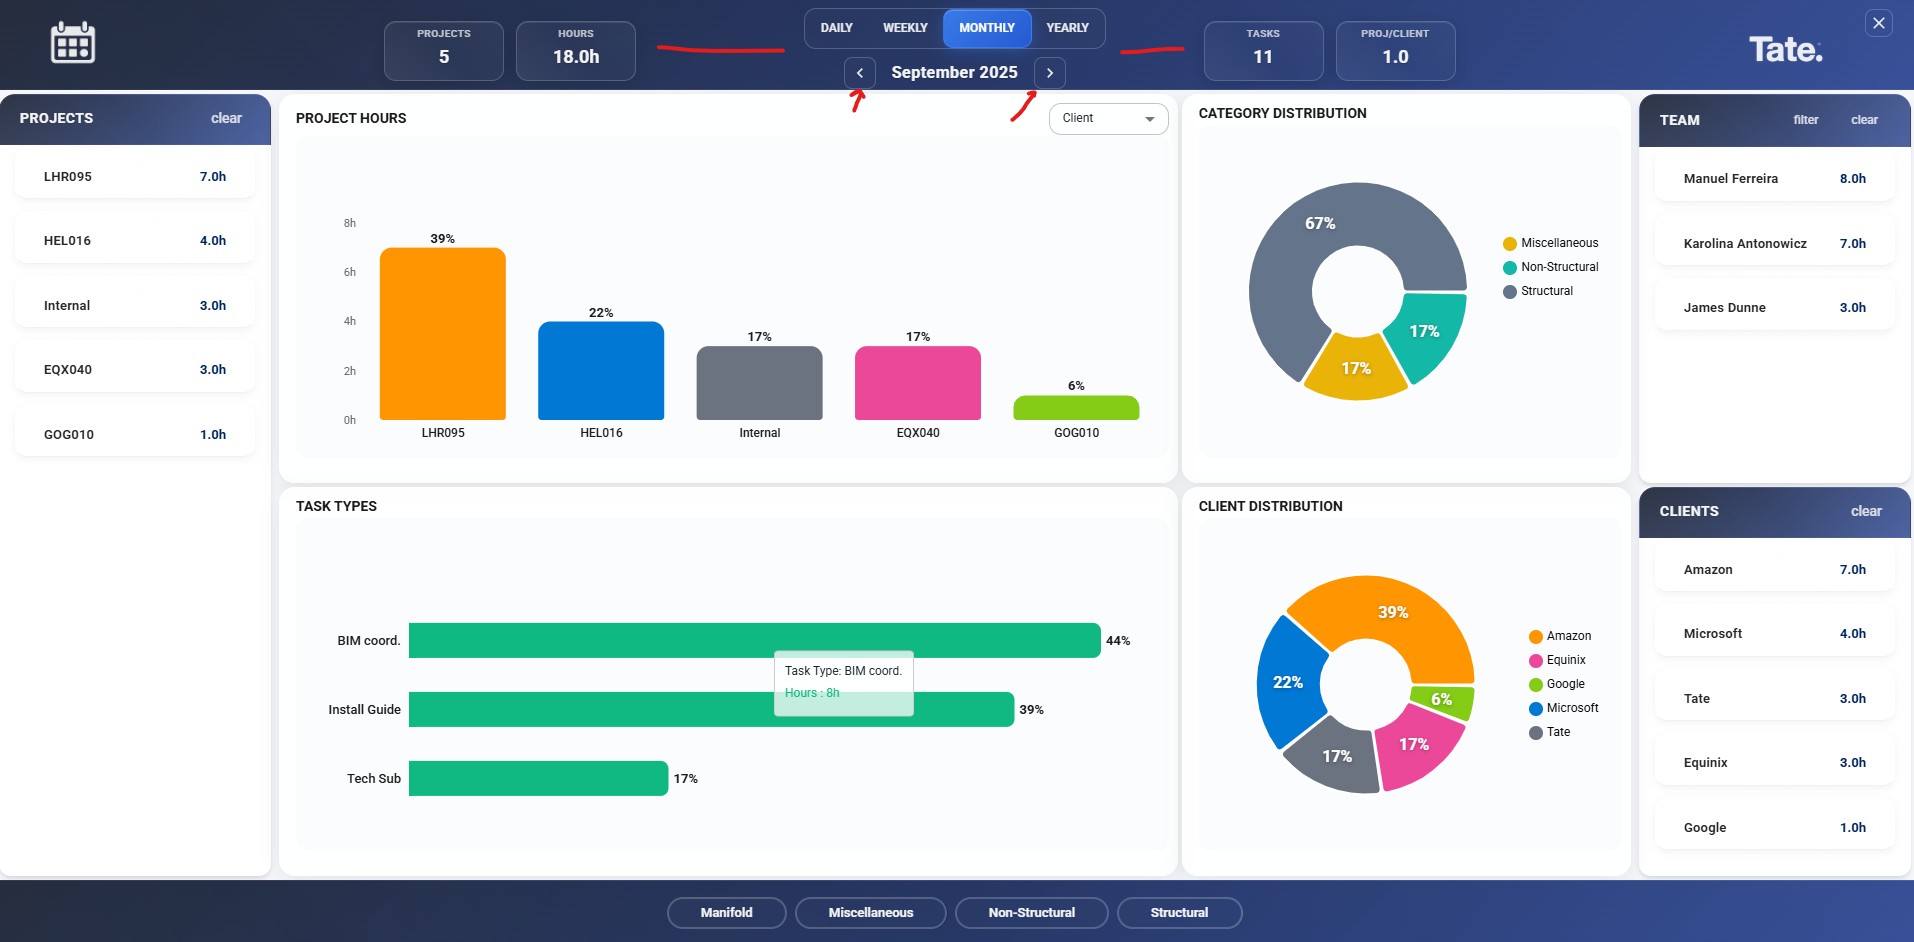 PROJECTS
5
HOURS
18.0h
DAILY WEEKLY MONTHLY YEARLY
September 2025
TASKS
11
PROJ/CLIENT
1.0
Tate.
PROJECTS clear
LHR095 7.0h
HEL016 4.0h
Internal 3.0h
EQX040 3.0h
GOG010 1.0h
PROJECT HOURS
Client
8h
6h
4h
2h
0h
39%
22%
17%
17%
6%
LHR095 HEL016 Internal EQX040 GOG010
CATEGORY DISTRIBUTION
67%
17%
17%
Miscellaneous
Non-Structural
Structural
TEAM filter clear
Manuel Ferreira 8.0h
Karolina Antonowicz 7.0h
James Dunne 3.0h
TASK TYPES
BIM coord. 44%
Install Guide 39%
Tech Sub 17%
Task Type: BIM coord.
Hours : 8h
CLIENT DISTRIBUTION
39%
22%
6%
17%
17%
Amazon
Equinix
Google
Microsoft
Tate
CLIENTS clear
Amazon 7.0h
Microsoft 4.0h
Tate 3.0h
Equinix 3.0h
Google 1.0h
Manifold Miscellaneous Non-Structural Structural